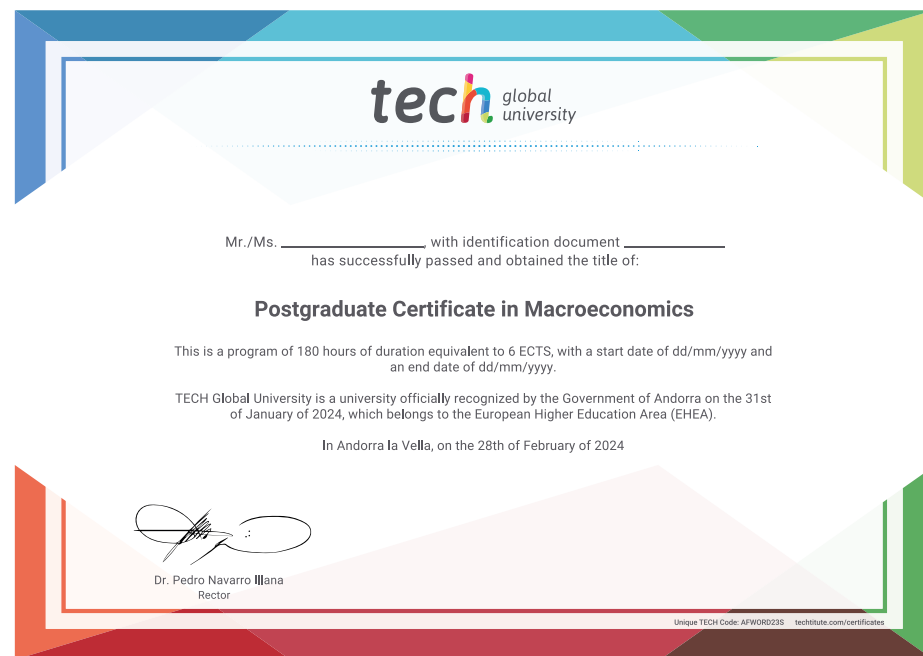 tech global university
Mr./Ms. ____________, with identification document ____________
has successfully passed and obtained the title of:
Postgraduate Certificate in Macroeconomics
This is a program of 180 hours of duration equivalent to 6 ECTS, with a start date of dd/mm/yyyy and
an end date of dd/mm/yyyy.
TECH Global University is a university officially recognized by the Government of Andorra on the 31st
of January of 2024, which belongs to the European Higher Education Area (EHEA).
In Andorra la Vella, on the 28th of February of 2024
Dr. Pedro Navarro Illana
Rector
Unique TECH Code: AFWORD23S techtitute.com/certificates